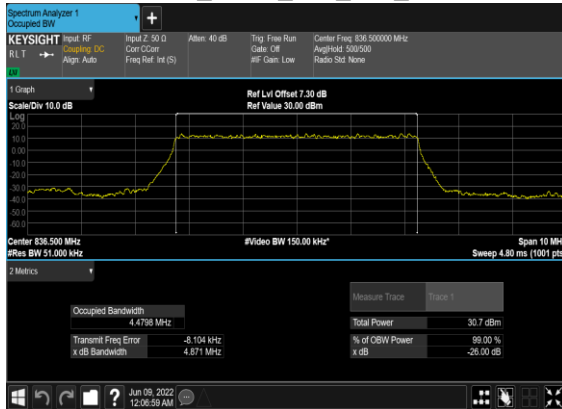 Spectrum Analyzer 1
Occupied BW
+
KEYSIGHT
RLT
LW
Input: RF
Coupling: DC
Align: Auto
Input Z: 50 Ω
Corr CCorr
Freq Ref: Int (S)
Atten: 40 dB
Trig: Free Run
Gate: Off
#IF Gain: Low
Center Freq: 836.500000 MHz
Avg|Hold: 500/500
Radio Std: None
1 Graph
Scale/Div 10.0 dB
Ref Lvl Offset 7.30 dB
Ref Value 30.00 dBm
Log
20.0
10.0
0.00
-10.0
-20.0
-30.0
-40.0
-50.0
-60.0
Center 836.500 MHz
#Res BW 51.000 kHz
#Video BW 150.00 kHz*
Span 10 MH
Sweep 4.80 ms (1001 pts
2 Metrics
Measure Trace Trace 1
Occupied Bandwidth
4.4798 MHz
Total Power 30.7 dBm
Transmit Freq Error -8.104 kHz
% of OBW Power 99.00 %
x dB Bandwidth 4.871 MHz
x dB -26.00 dB
?
Jun 09, 2022
12:06:59 AM